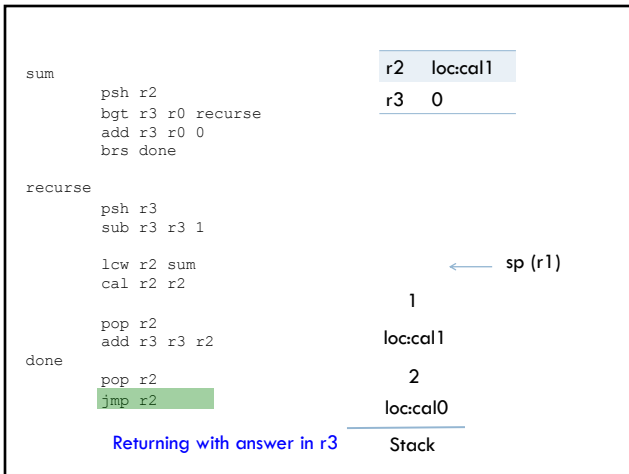 sum
psh r2
bgt r3 r0 recurse
add r3 r0 0
brs done
recurse
psh r3
sub r3 r3 1
lcw r2 sum
cal r2 r2
pop r2
add r3 r3 r2
done
pop r2
jmp r2
Returning with answer in r3
r2 loc:cal1
r3 0
sp (r1)
1
loc:cal1
2
loc:cal0
Stack